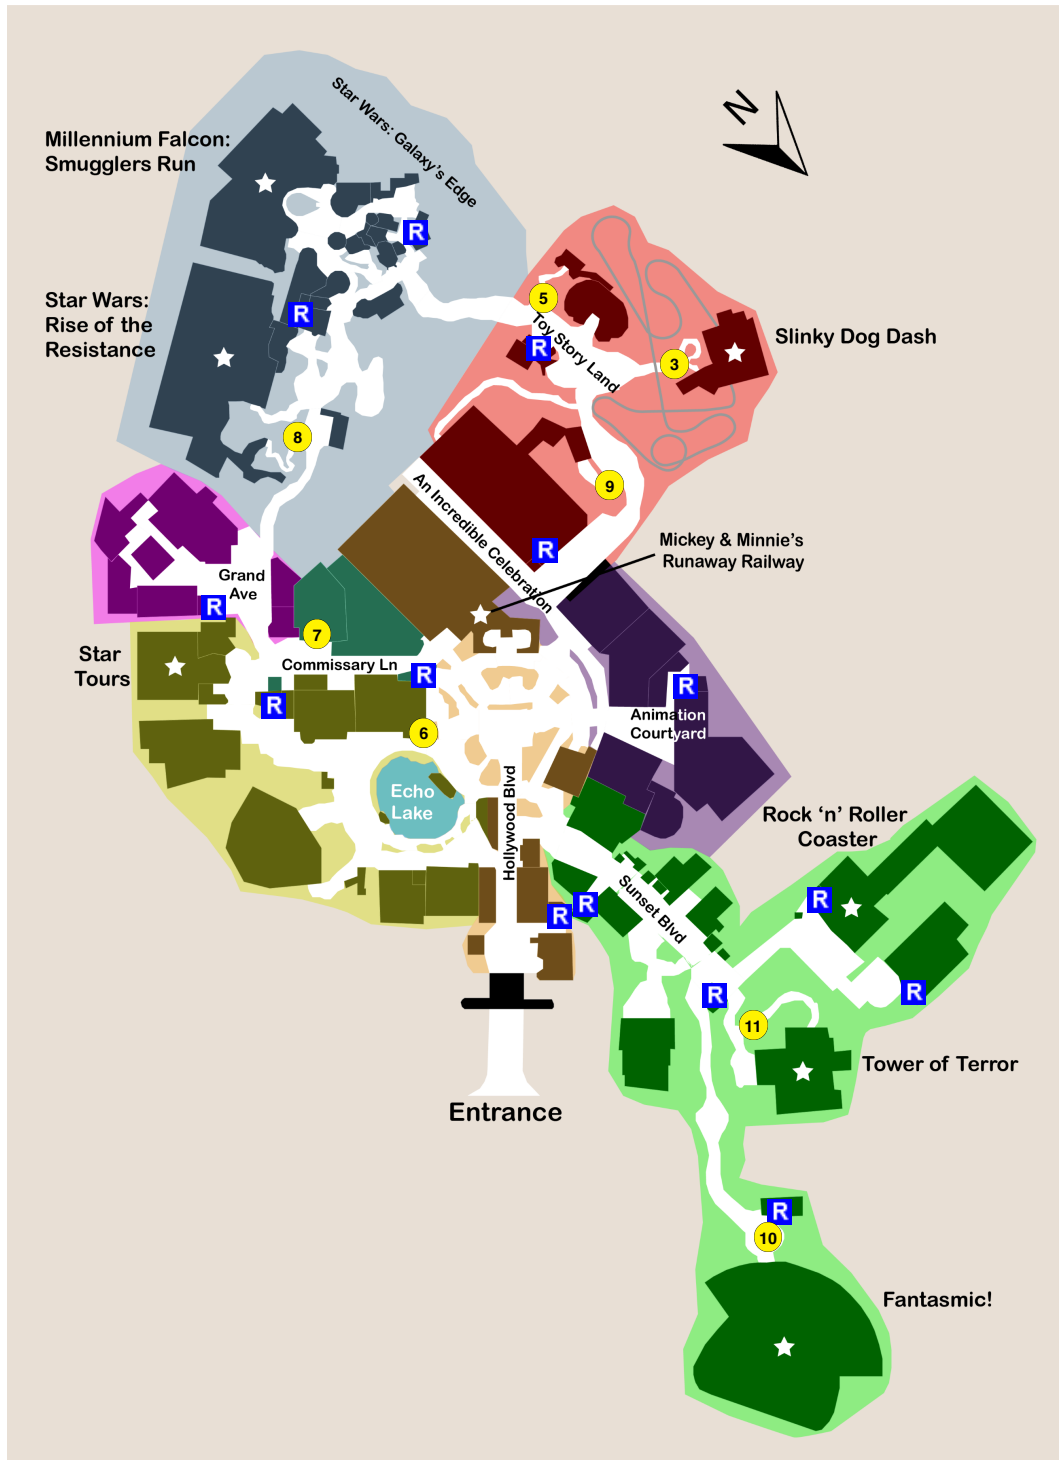 N
Star Wars: Galaxy's Edge
Millennium Falcon:
Smugglers Run
R
Star Wars:
Rise of the
Resistance
R
5
Toy Story Land
R
3
Slinky Dog Dash
8
9
An Incredible Celebration
R
Mickey & Minnie's
Runaway Railway
Grand
Ave
R
7
Star
Tours
Commissary Ln
R
R
R
Animation
Courtyard
6
Echo
Lake
Hollywood Blvd
Rock 'n' Roller
Coaster
R
Sunset Blvd
R
R
R
R
11
Tower of Terror
Entrance
R
10
Fantasmic!